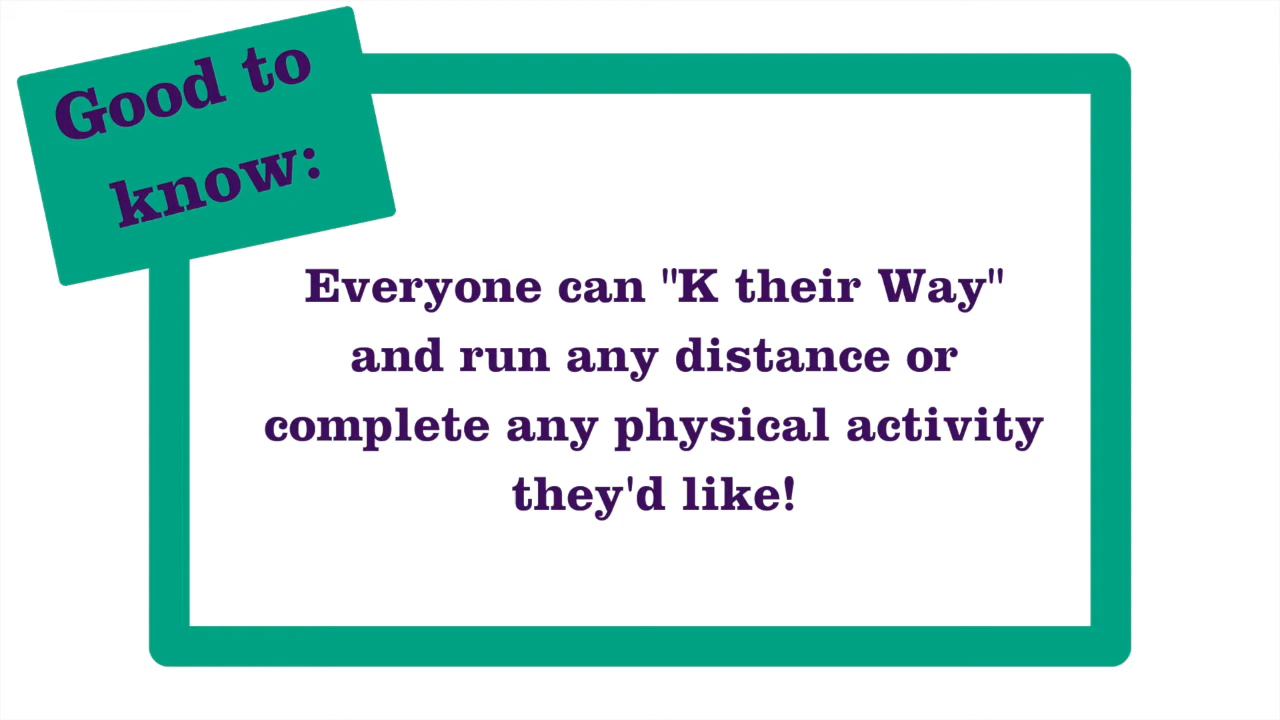 Good to
know:
Everyone can "K their Way"
and run any distance or
complete any physical activity
they'd like!